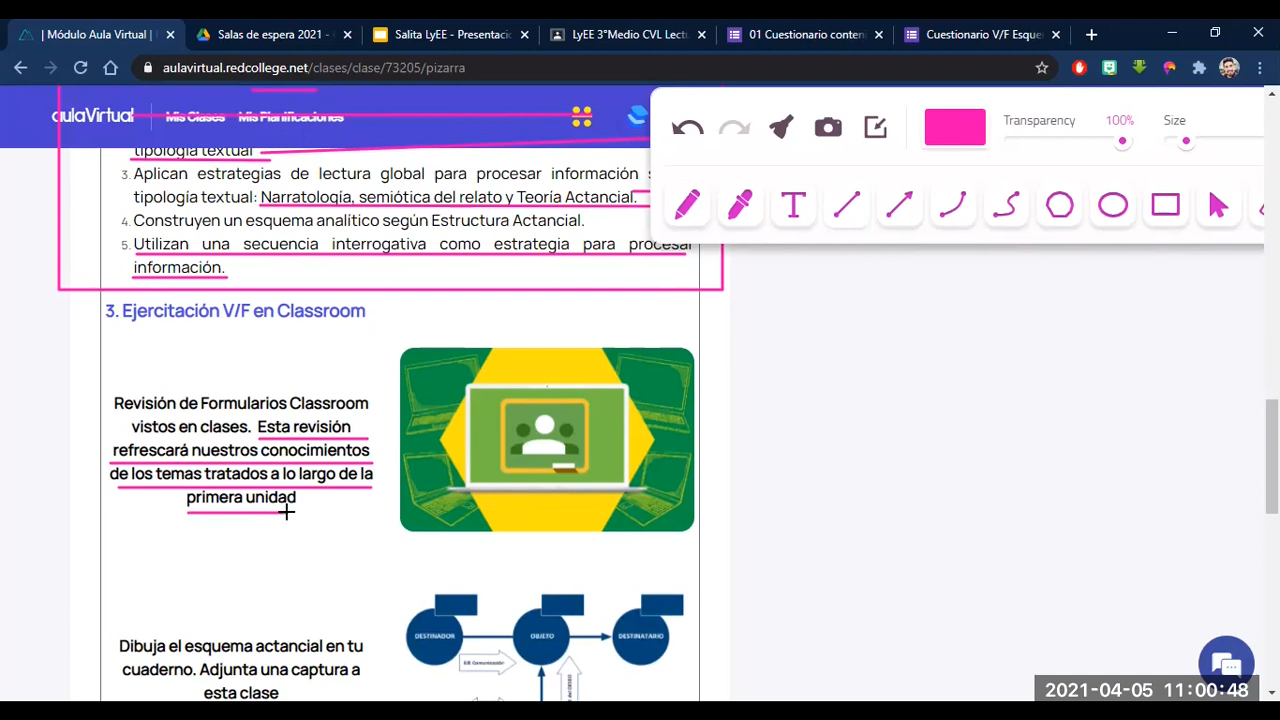 | Módulo Aula Virtual |
Salas de espera 2021 -
Salita LyEE - Presentacio
LyEE 3°Medio CVL Lectu
01 Cuestionario conten
Cuestionario V/F Esque
aulavirtual.redcollege.net/clases/clase/73205/pizarra
aulaVirtual
Mis Clases
Mis Planificaciones
Transparency
100%
Size
tipología textual
3. Aplican estrategias de lectura global para procesar información
tipología textual: Narratología, semiótica del relato y Teoría Actancial.
4. Construyen un esquema analítico según Estructura Actancial.
5. Utilizan una secuencia interrogativa como estrategia para procesar
información.
3. Ejercitación V/F en Classroom
Revisión de Formularios Classroom
vistos en clases. Esta revisión
refrescará nuestros conocimientos
de los temas tratados a lo largo de la
primera unidad
Dibuja el esquema actancial en tu
cuaderno. Adjunta una captura a
esta clase
DESTINADOR
OBJETO
DESTINATARIO
EJE Comunicación
2021-04-05 11:00:48